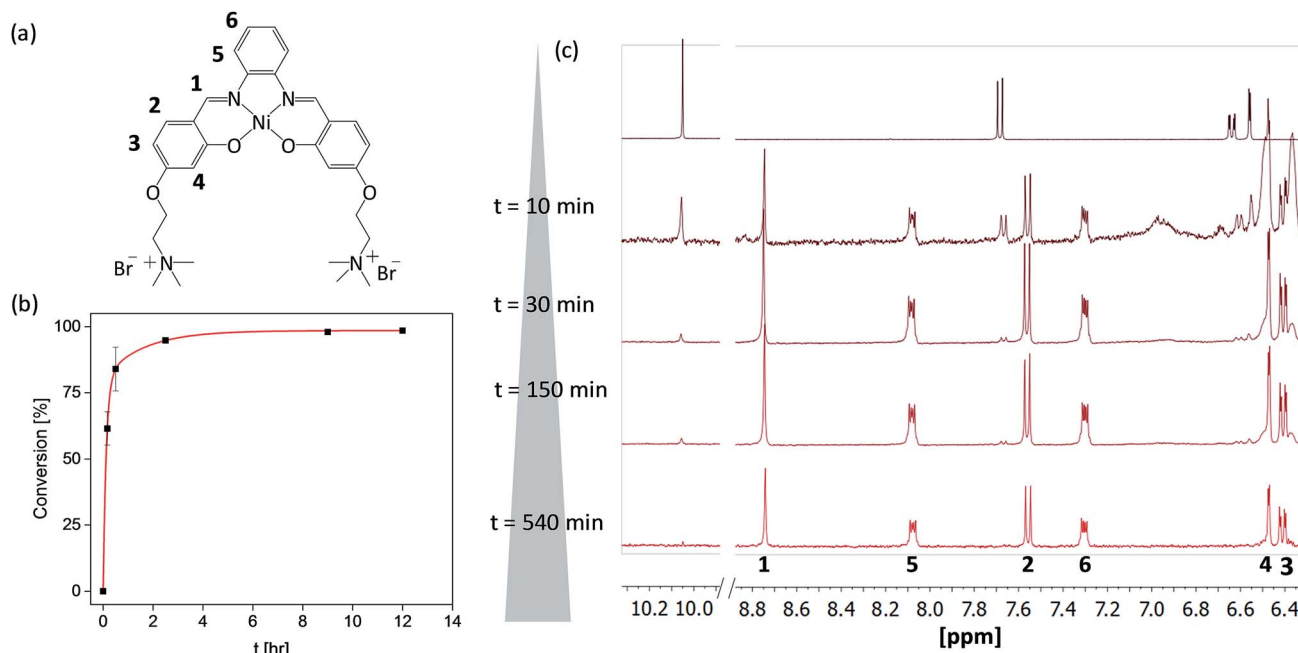 (a)
6
5
1
2
N
N
3
Ni
O
O
4
O
O
Br⁻ +N
N+ Br⁻
(b)
Conversion [%]
100
75
50
25
0
0 2 4 6 8 10 12 14
t [hr]
(c)
t = 10 min
t = 30 min
t = 150 min
t = 540 min
1 5 2 6 4 3
10.2 10.0 8.8 8.6 8.4 8.2 8.0 7.8 7.6 7.4 7.2 7.0 6.8 6.6 6.4
[ppm]